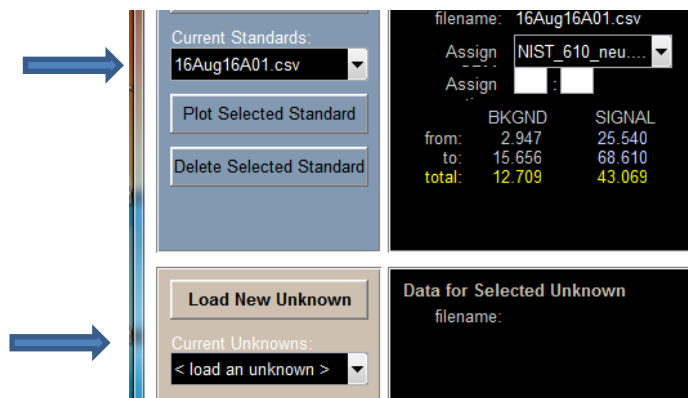 Current Standards:
16Aug16A01.csv
Plot Selected Standard
Delete Selected Standard
filename: 16Aug16A01.csv
Assign NIST_610_neu....
Assign :
BKGND SIGNAL
from: 2.947 25.540
to: 15.656 68.610
total: 12.709 43.069
Load New Unknown
Current Unknowns:
< load an unknown >
Data for Selected Unknown
filename: